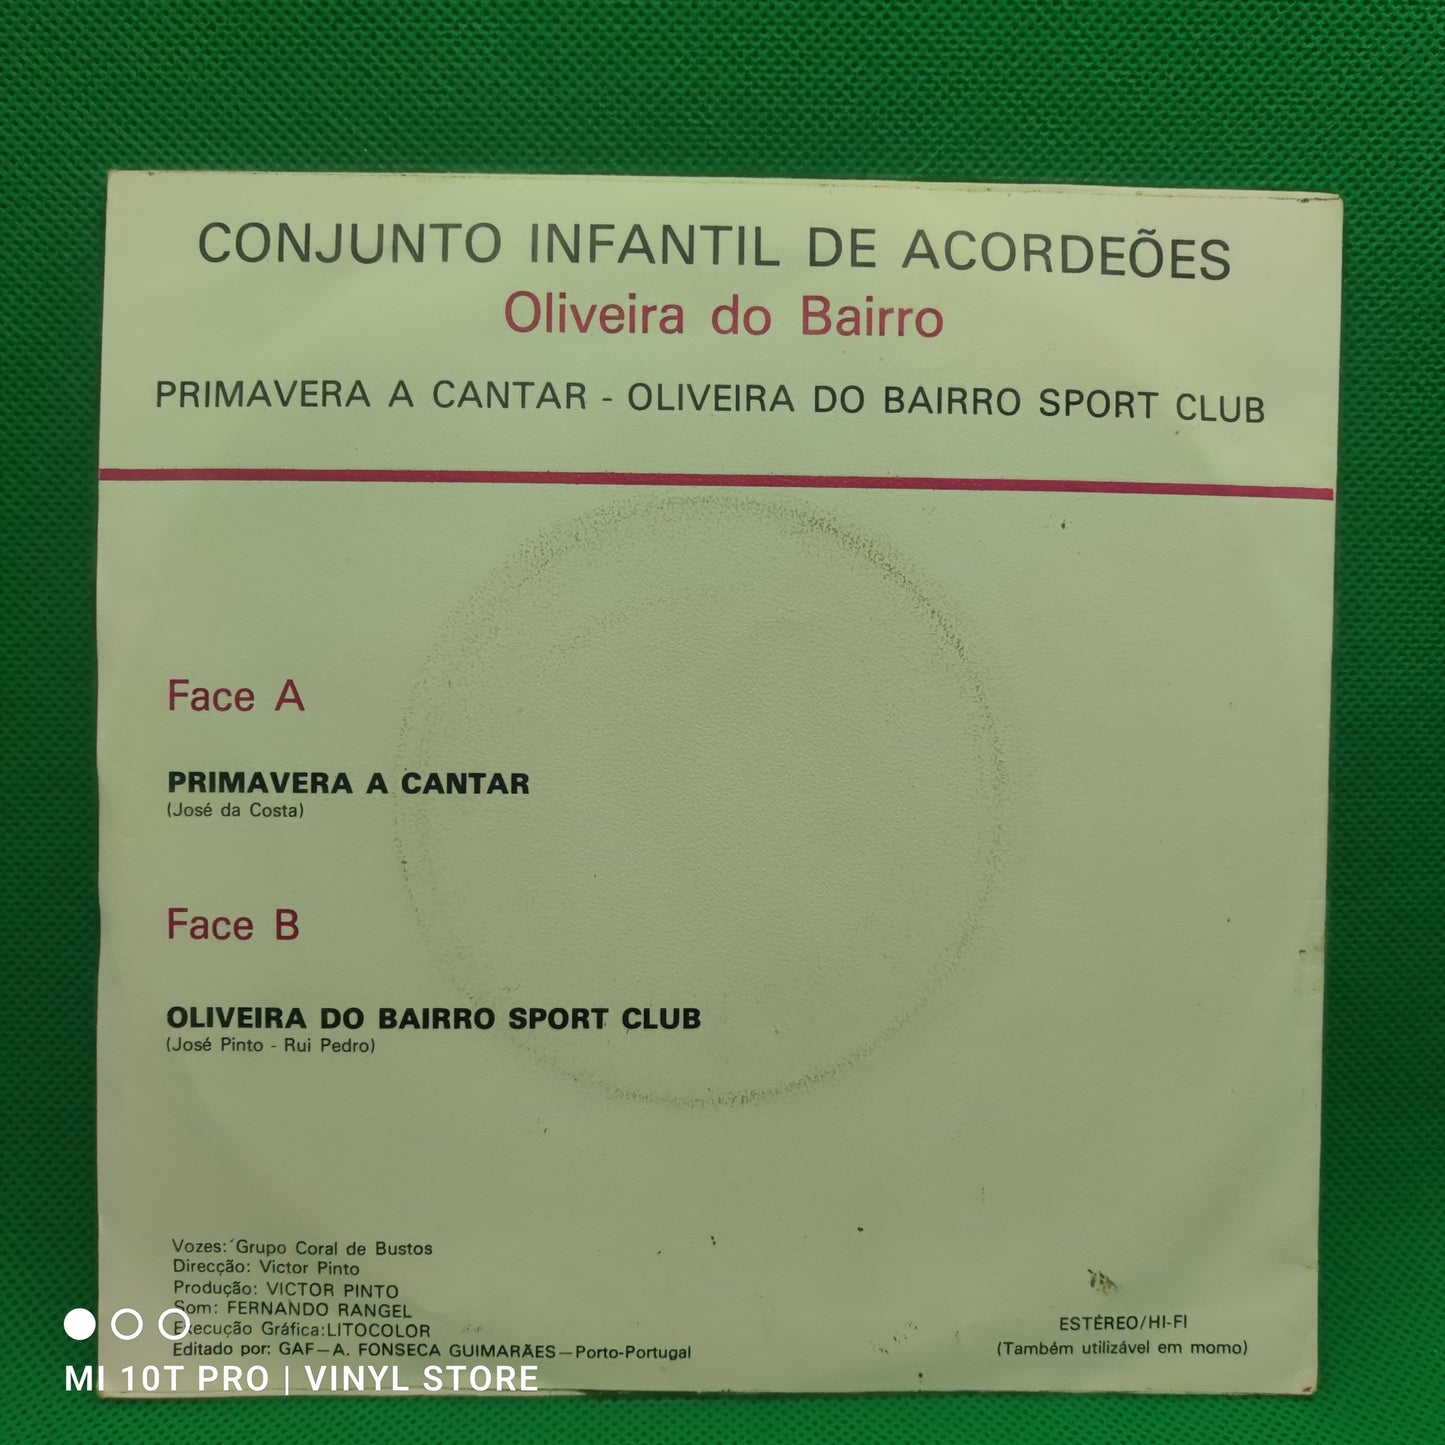 CONJUNTO INFANTIL DE ACORDEÕES
Oliveira do Bairro
PRIMAVERA A CANTAR - OLIVEIRA DO BAIRRO SPORT CLUB
Face A
PRIMAVERA A CANTAR
(José da Costa)
Face B
OLIVEIRA DO BAIRRO SPORT CLUB
(José Pinto - Rui Pedro)
Vozes: Grupo Coral de Bustos
Direcção: Victor Pinto
Produção: VICTOR PINTO
Som: FERNANDO RANGEL
Execução Gráfica:LITOCOLOR
Editado por: GAF—A. FONSECA GUIMARÃES—Porto-Portugal
ESTÉREO/HI-FI
(Também utilizável em momo)
MI 10T PRO | VINYL STORE